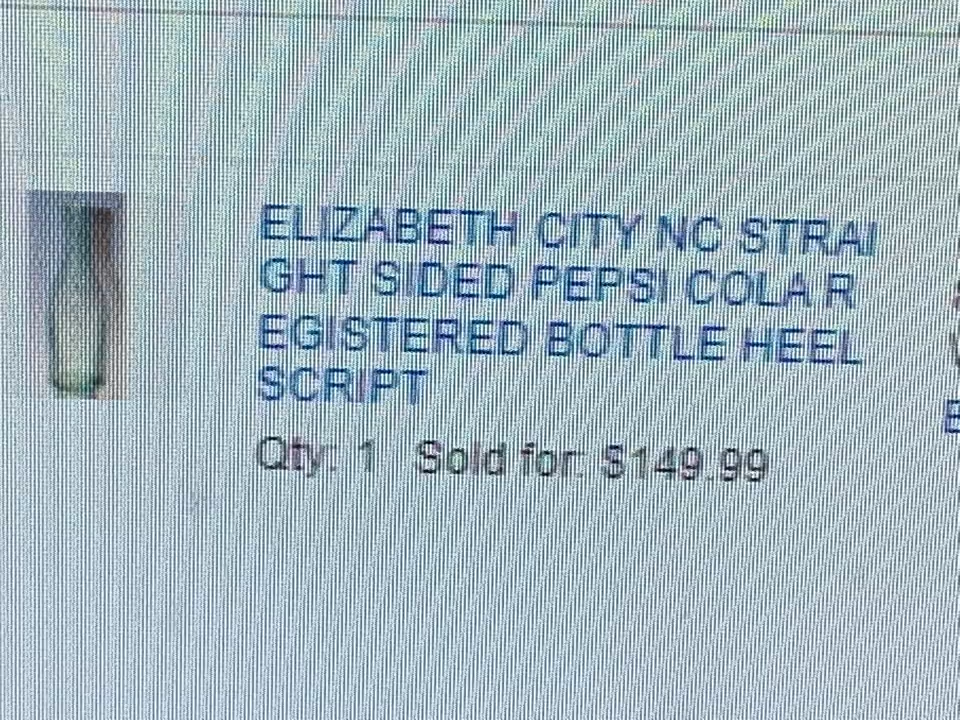 ELIZABETH CITY NC STRAI
GHT SIDED PEPSI COLA R
EGISTERED BOTTLE HEEL
SCRIPT
Qty: 1 Sold for: $149.99